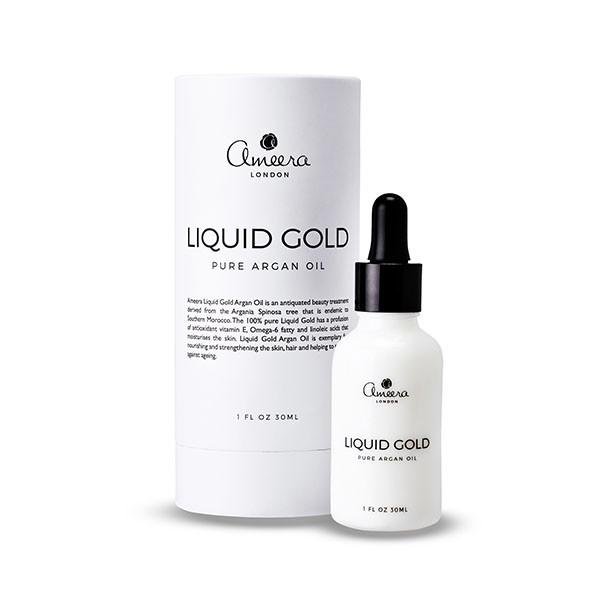 Ameera
LONDON
LIQUID GOLD
PURE ARGAN OIL
Ameera Liquid Gold Argan Oil is an antiquated beauty treatment
derived from the Argania Spinosa tree that is endemic to
Southern Morocco. The 100% pure Liquid Gold has a profusion
of antioxidant vitamin E, Omega-6 fatty and linoleic acids that
moisturises the skin. Liquid Gold Argan Oil is exemplary
nourishing and strengthening the skin, hair and helping to
against ageing.
1 FL OZ 30ML
Ameera
LONDON
LIQUID GOLD
PURE ARGAN OIL
1 FL OZ 30ML